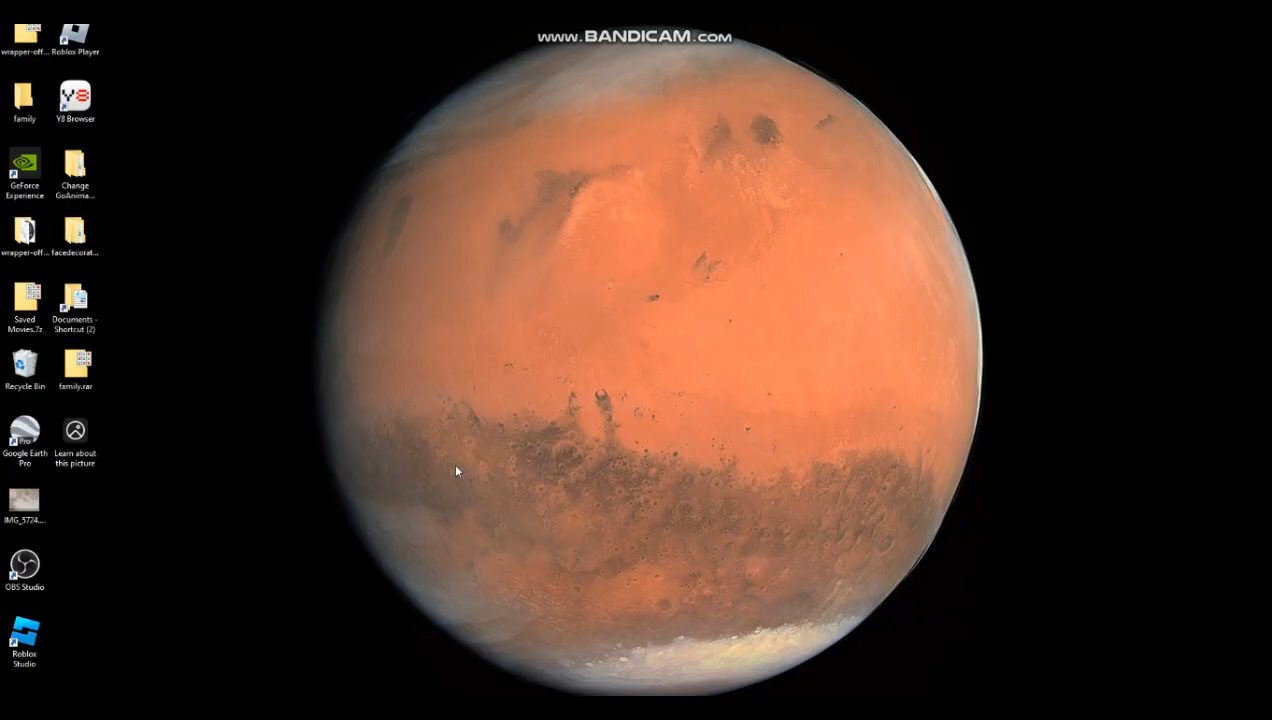 www.BANDICAM.com
wrapper-off...
Roblox Player
family
Y8 Browser
GeForce
Experience
Change
GoAnima...
wrapper-off...
facedecorat...
Saved
Movies.7z
Documents -
Shortcut (2)
Recycle Bin
family.rar
Pro
Google Earth
Pro
Learn about
this picture
IMG_5724....
OBS Studio
Roblox
Studio